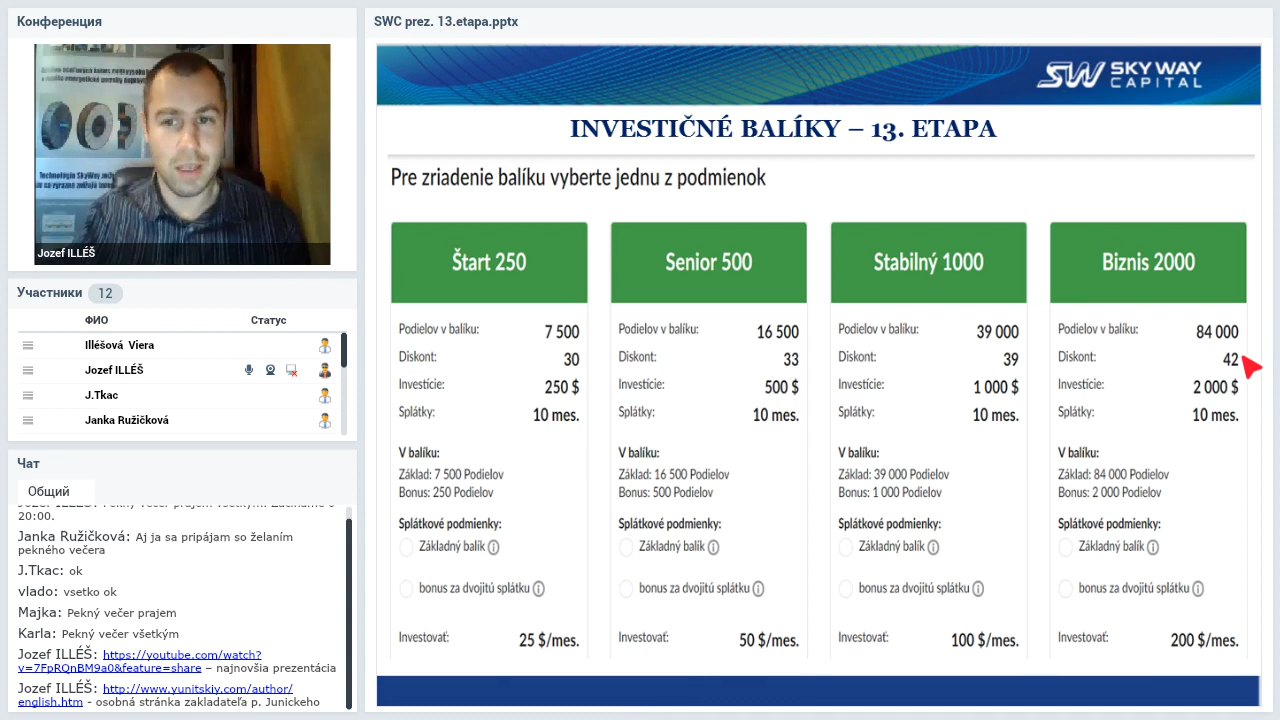 Конференция
Jozef ILLÉŠ
Участники 12
ФИО Статус
Illéšová Viera
Jozef ILLÉŠ
J.Tkac
Janka Ružičková
Чат
Общий
20:00.
Janka Ružičková: Aj ja sa pripájam so želaním
pekného večera
J.Tkac: ok
vlado: vsetko ok
Majka: Pekný večer prajem
Karla: Pekný večer všetkým
Jozef ILLÉŠ: https://youtube.com/watch?
v=7FpRQnBM9a0&feature=share – najnovšia prezentácia
Jozef ILLÉŠ: http://www.yunitskiy.com/author/
english.htm - osobná stránka zakladateľa p. Junickeho
SWC prez. 13.etapa.pptx
SW SKY WAY
CAPITAL
INVESTIČNÉ BALÍKY – 13. ETAPA
Pre zriadenie balíku vyberte jednu z podmienok
Štart 250
Podielov v balíku: 7 500
Diskont: 30
Investície: 250 $
Splátky: 10 mes.
V balíku:
Základ: 7 500 Podielov
Bonus: 250 Podielov
Splátkové podmienky:
Základný balík
bonus za dvojitú splátku
Investovať: 25 $/mes.
Senior 500
Podielov v balíku: 16 500
Diskont: 33
Investície: 500 $
Splátky: 10 mes.
V balíku:
Základ: 16 500 Podielov
Bonus: 500 Podielov
Splátkové podmienky:
Základný balík
bonus za dvojitú splátku
Investovať: 50 $/mes.
Stabilný 1000
Podielov v balíku: 39 000
Diskont: 39
Investície: 1 000 $
Splátky: 10 mes.
V balíku:
Základ: 39 000 Podielov
Bonus: 1 000 Podielov
Splátkové podmienky:
Základný balík
bonus za dvojitú splátku
Investovať: 100 $/mes.
Biznis 2000
Podielov v balíku: 84 000
Diskont: 42
Investície: 2 000 $
Splátky: 10 mes.
V balíku:
Základ: 84 000 Podielov
Bonus: 2 000 Podielov
Splátkové podmienky:
Základný balík
bonus za dvojitú splátku
Investovať: 200 $/mes.